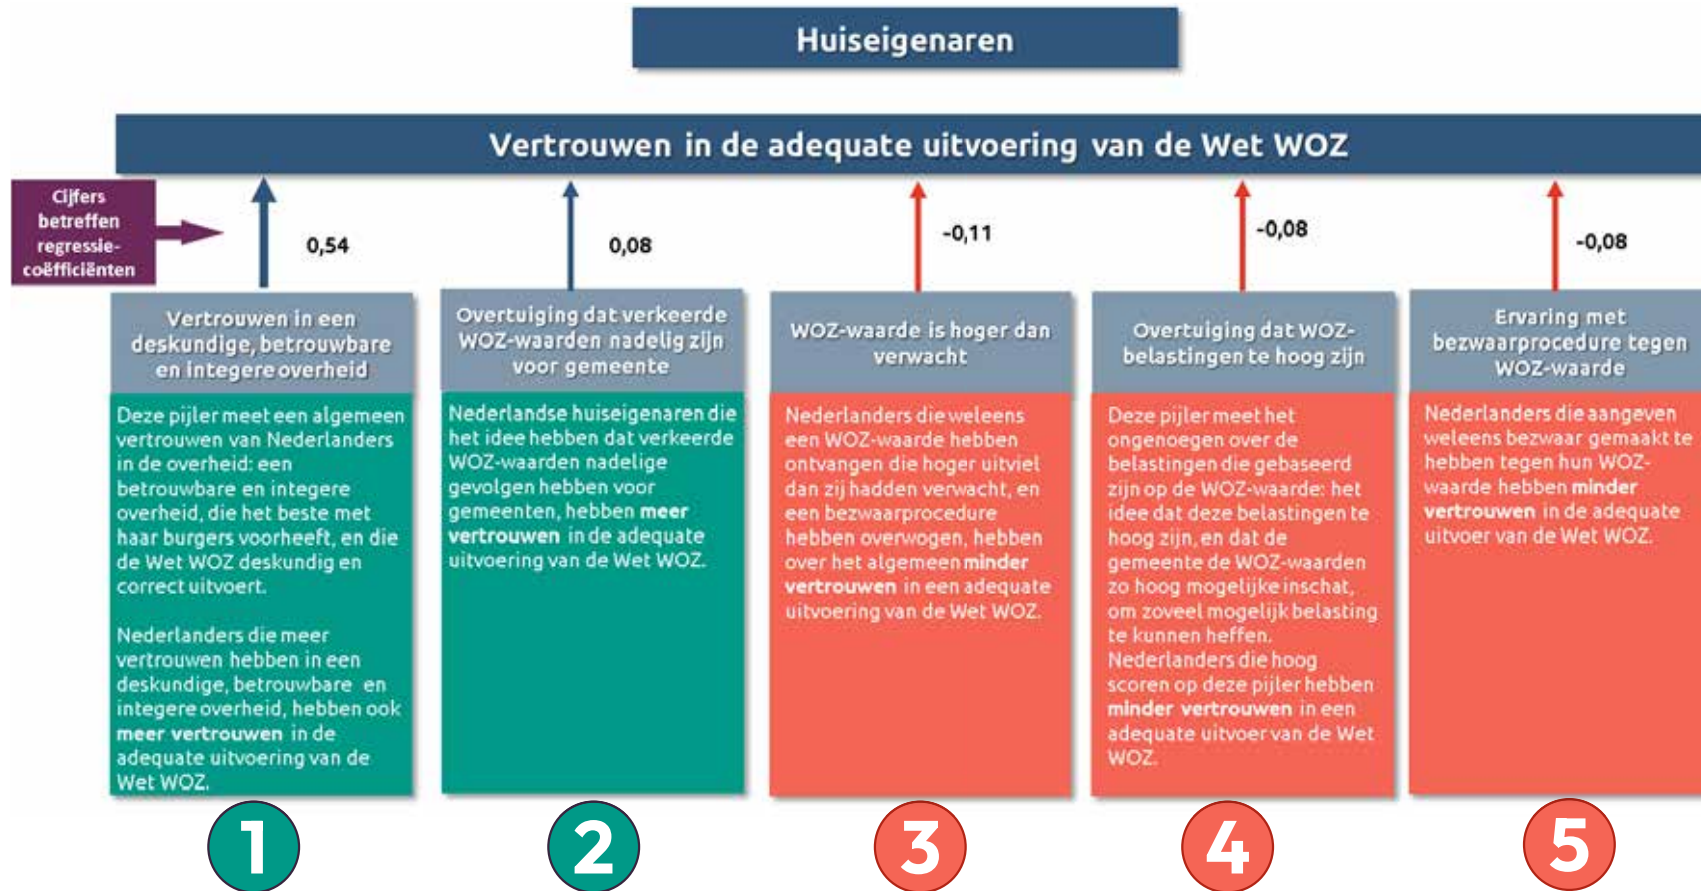 Huiseigenaren
Vertrouwen in de adequate uitvoering van de Wet WOZ
Cijfers
betreffen
regressie-
coëfficiënten
0,54
0,08
-0,11
-0,08
-0,08
Vertrouwen in een
deskundige, betrouwbare
en integere overheid
Deze pijler meet een algemeen
vertrouwen van Nederlanders
in de overheid: een
betrouwbare en integere
overheid, die het beste met
haar burgers voorheeft, en die
de Wet WOZ deskundig en
correct uitvoert.
Nederlanders die meer
vertrouwen hebben in een
deskundige, betrouwbare en
integere overheid, hebben ook
meer vertrouwen in de
adequate uitvoering van de
Wet WOZ.
Overtuiging dat verkeerde
WOZ-waarden nadelig zijn
voor gemeente
Nederlandse huiseigenaren die
het idee hebben dat verkeerde
WOZ-waarden nadelige
gevolgen hebben voor
gemeenten, hebben meer
vertrouwen in de adequate
uitvoering van de Wet WOZ.
WOZ-waarde is hoger dan
verwacht
Nederlanders die weleens
een WOZ-waarde hebben
ontvangen die hoger uitviel
dan zij hadden verwacht, en
een bezwaarprocedure
hebben overwogen, hebben
over het algemeen minder
vertrouwen in een adequate
uitvoering van de Wet WOZ.
Overtuiging dat WOZ-
belastingen te hoog zijn
Deze pijler meet het
ongenoegen over de
belastingen die gebaseerd
zijn op de WOZ-waarde: het
idee dat deze belastingen te
hoog zijn, en dat de
gemeente de WOZ-waarden
zo hoog mogelijke inschat,
om zoveel mogelijk belasting
te kunnen heffen.
Nederlanders die hoog
scoren op deze pijler hebben
minder vertrouwen in een
adequate uitvoer van de Wet
WOZ.
Ervaring met
bezwaarprocedure tegen
WOZ-waarde
Nederlanders die aangeven
weleens bezwaar gemaakt te
hebben tegen hun WOZ-
waarde hebben minder
vertrouwen in de adequate
uitvoer van de Wet WOZ.
1
2
3
4
5